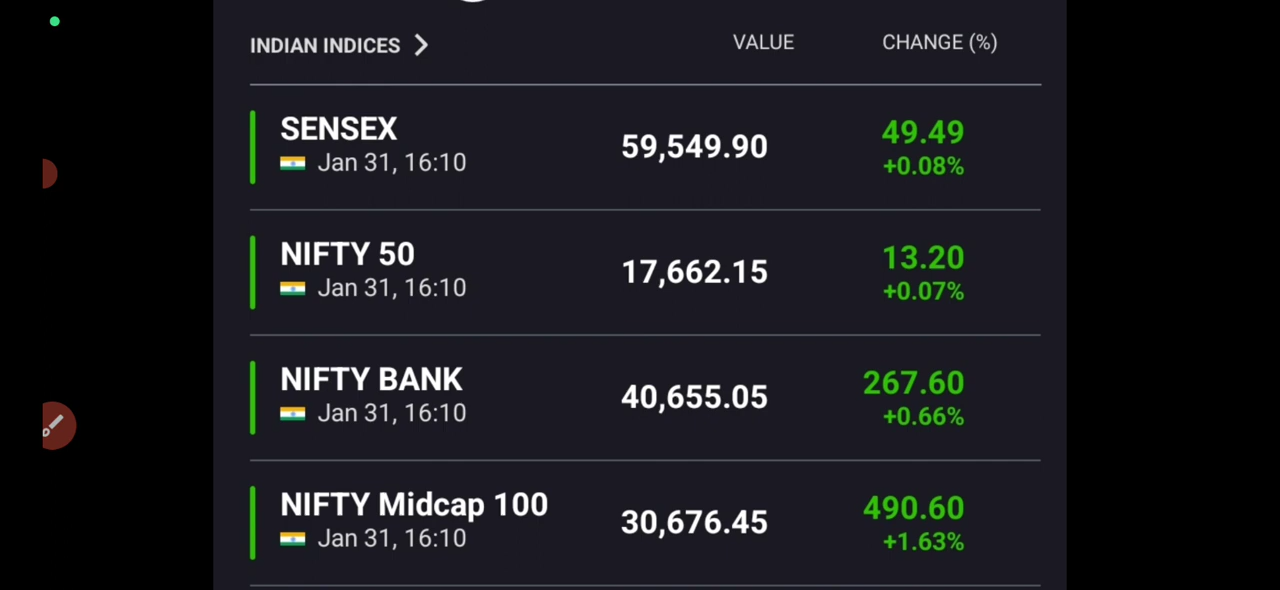 INDIAN INDICES VALUE CHANGE (%)
SENSEX 59,549.90 49.49
Jan 31, 16:10 +0.08%
NIFTY 50 17,662.15 13.20
Jan 31, 16:10 +0.07%
NIFTY BANK 40,655.05 267.60
Jan 31, 16:10 +0.66%
NIFTY Midcap 100 30,676.45 490.60
Jan 31, 16:10 +1.63%